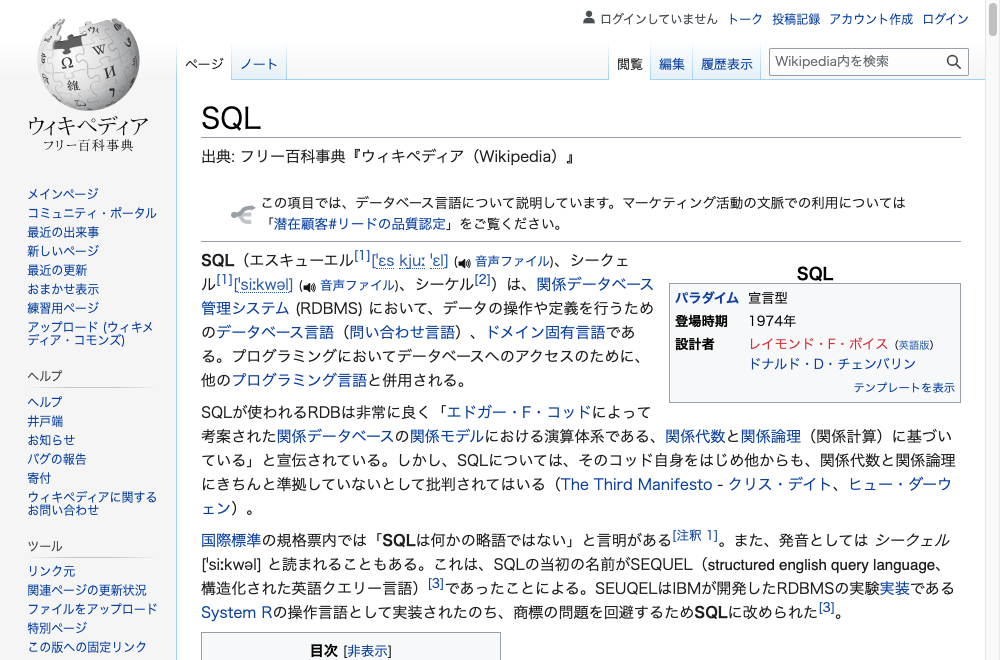 ログインしていません トーク 投稿記録 アカウント作成 ログイン
ページ ノート 閲覧 編集 履歴表示 Wikipedia内を検索
ウィキペディア
フリー百科事典
メインページ
コミュニティ・ポータル
最近の出来事
新しいページ
最近の更新
おまかせ表示
練習用ページ
アップロード (ウィキメ
ディア・コモンズ)
ヘルプ
ヘルプ
井戸端
お知らせ
バグの報告
寄付
ウィキペディアに関する
お問い合わせ
ツール
リンク元
関連ページの更新状況
ファイルをアップロード
特別ページ
この版への固定リンク
SQL
出典: フリー百科事典『ウィキペディア（Wikipedia）』
この項目では、データベース言語について説明しています。マーケティング活動の文脈での利用については
「潜在顧客#リードの品質認定」をご覧ください。
SQL（エスキューエル[1]['ɛs kjuː 'ɛl] (音声ファイル)、シークェ
ル[1]['siːkwəl] (音声ファイル)、シーケル[2]）は、関係データベース
管理システム (RDBMS) において、データの操作や定義を行うため
のデータベース言語（問い合わせ言語）、ドメイン固有言語であ
る。プログラミングにおいてデータベースへのアクセスのために、
他のプログラミング言語と併用される。
SQL
パラダイム 宣言型
登場時期 1974年
設計者 レイモンド・F・ボイス（英語版）
ドナルド・D・チェンバリン
テンプレートを表示
SQLが使われるRDBは非常に良く「エドガー・F・コッドによって
考案された関係データベースの関係モデルにおける演算体系である、関係代数と関係論理（関係計算）に基づい
ている」と宣伝されている。しかし、SQLについては、そのコッド自身をはじめ他からも、関係代数と関係論理
にきちんと準拠していないとして批判されてはいる（The Third Manifesto - クリス・デイト、ヒュー・ダーウ
ェン）。
国際標準の規格票内では「SQLは何かの略語ではない」と言明がある[注釈 1]。また、発音としては シークェル
['siːkwəl] と読まれることもある。これは、SQLの当初の名前がSEQUEL（structured english query language、
構造化された英語クエリー言語）[3]であったことによる。SEUQELはIBMが開発したRDBMSの実験実装である
System Rの操作言語として実装されたのち、商標の問題を回避するためSQLに改められた[3]。
目次 [非表示]